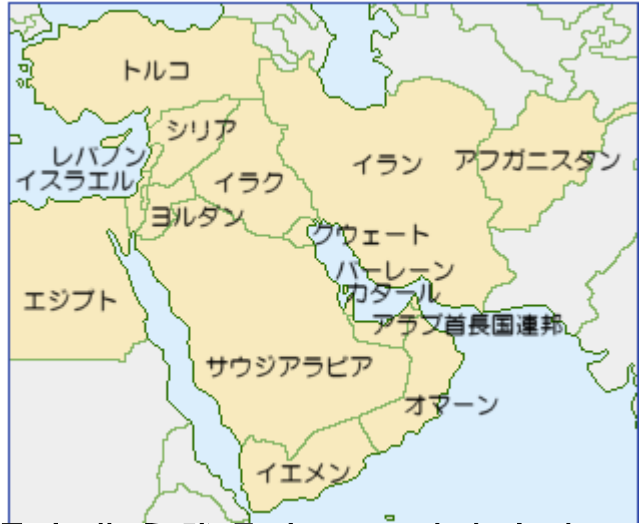 トルコ
シリア
レバノン
イスラエル
イラク
イラン
アフガニスタン
ヨルダン
クウェート
バーレーン
カタール
エジプト
アラブ首長国連邦
サウジアラビア
オマーン
イエメン